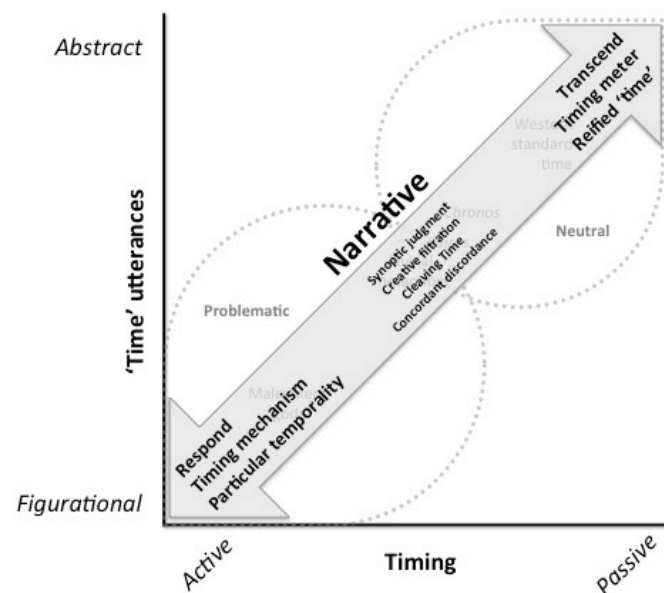 Abstract
Transcend
Timing meter
Reified ‘time’
standard
time
Narrative
Chronos
Synoptic judgment
Creative filtration
Cleaving Time
Concordant discordance
Neutral
‘Time’ utterances
Problematic
Respond
Timing mechanism
Particular temporality
Figurational
Active
Timing
Passive